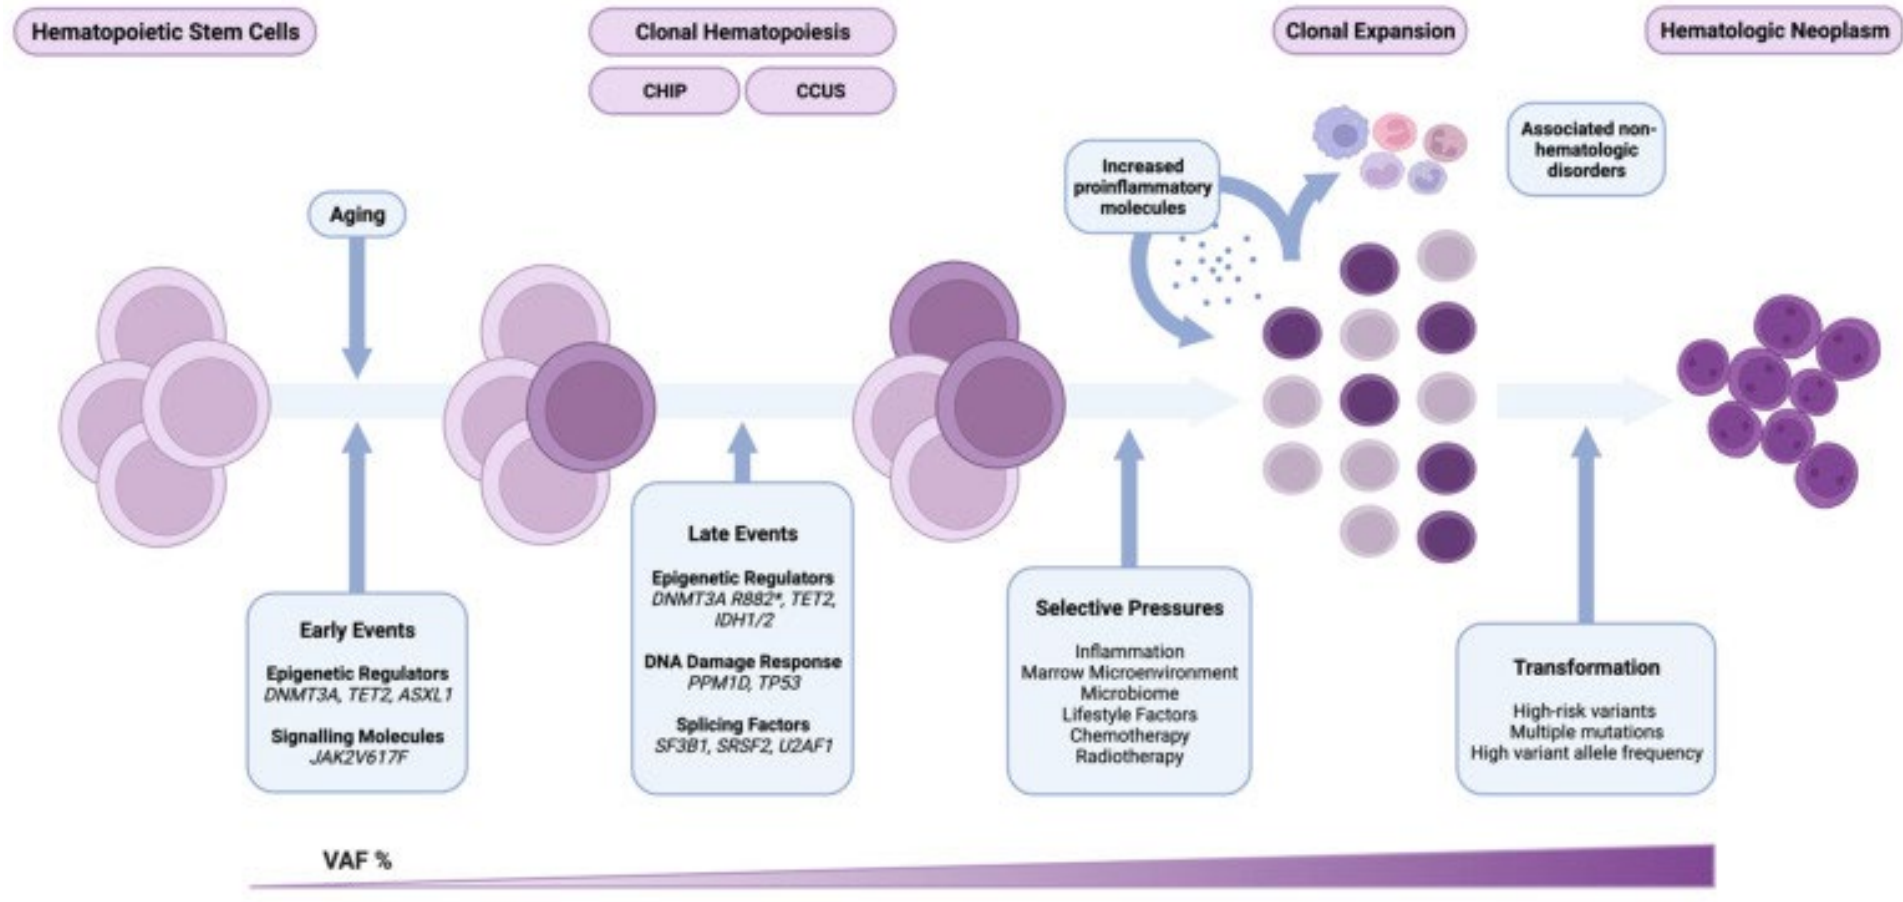 Hematopoietic Stem Cells
Clonal Hematopoiesis
CHIP
CCUS
Clonal Expansion
Hematologic Neoplasm
Aging
Increased
proinflammatory
molecules
Associated non-
hematologic
disorders
Early Events
Epigenetic Regulators
DNMT3A, TET2, ASXL1
Signalling Molecules
JAK2V617F
Late Events
Epigenetic Regulators
DNMT3A R882*, TET2,
IDH1/2
DNA Damage Response
PPM1D, TP53
Splicing Factors
SF3B1, SRSF2, U2AF1
Selective Pressures
Inflammation
Marrow Microenvironment
Microbiome
Lifestyle Factors
Chemotherapy
Radiotherapy
Transformation
High-risk variants
Multiple mutations
High variant allele frequency
VAF %